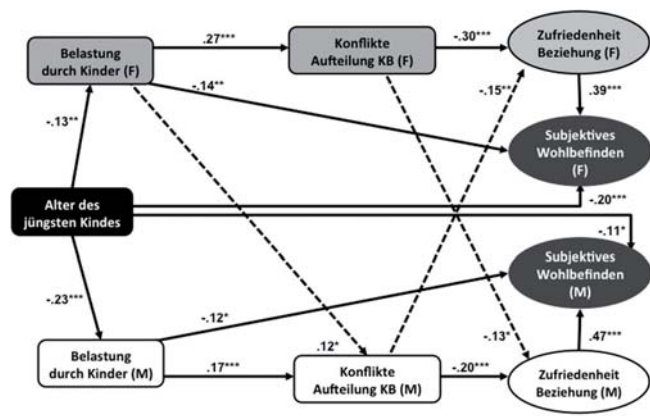 Belastung
durch Kinder (F)
.27***
Konflikte
Aufteilung KB (F)
-.30***
Zufriedenheit
Beziehung (F)
-.14**
-.15**
.39***
-.13**
Subjektives
Wohlbefinden
(F)
Alter des
jüngsten Kindes
-.20***
-.11*
Subjektives
Wohlbefinden
(M)
-.23***
-.12*
Belastung
durch Kinder (M)
.17***
.12*
Konflikte
Aufteilung KB (M)
-.13*
-.20***
.47***
Zufriedenheit
Beziehung (M)